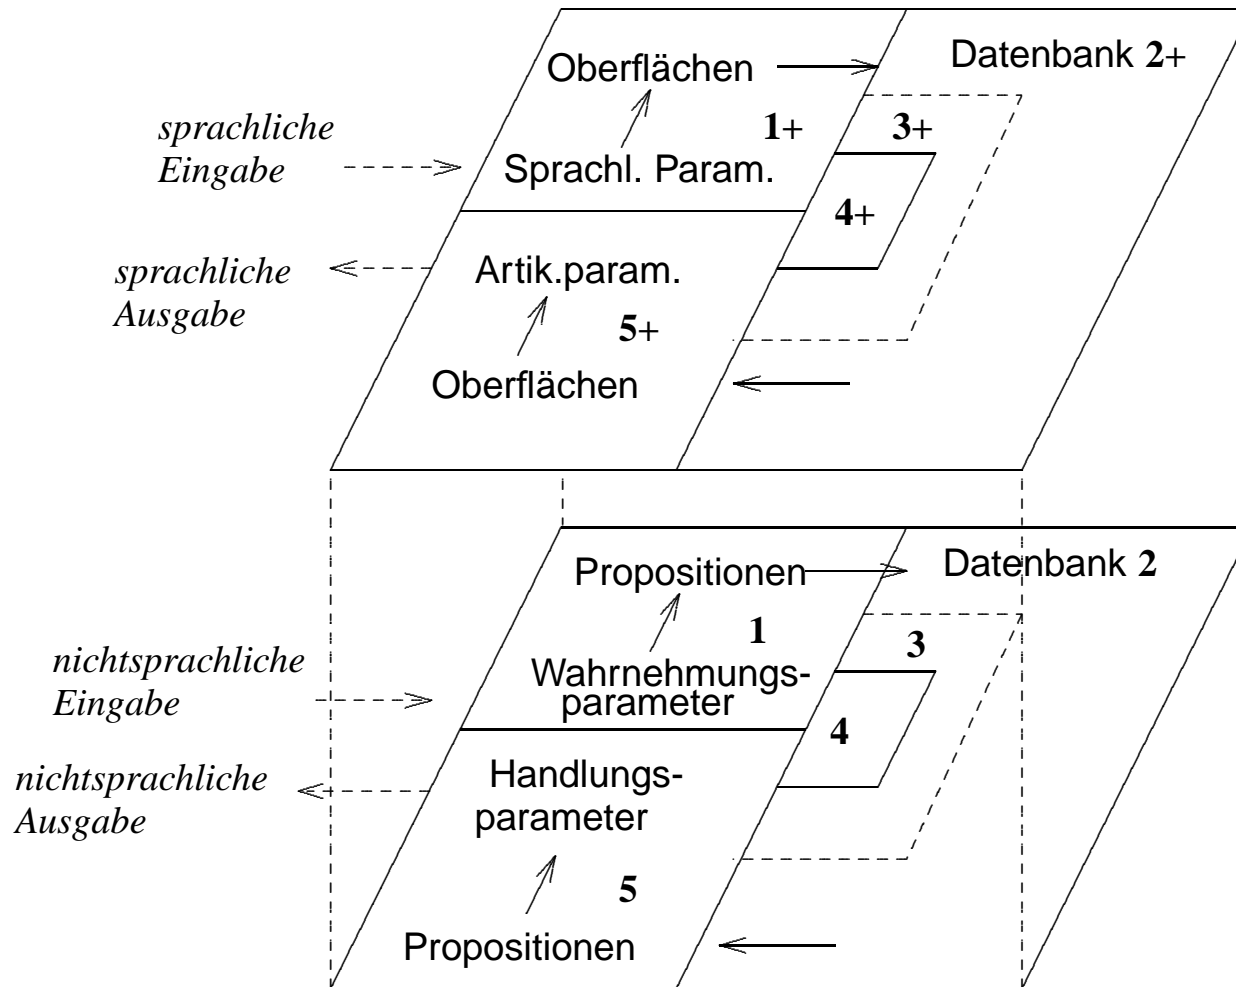 Oberflächen
Datenbank 2+
sprachliche
Eingabe
1+
3+
Sprachl. Param.
4+
sprachliche
Ausgabe
Artik.param.
5+
Oberflächen
Propositionen
Datenbank 2
1
3
nichtsprachliche
Eingabe
Wahrnehmungs-
parameter
4
nichtsprachliche
Ausgabe
Handlungs-
parameter
5
Propositionen